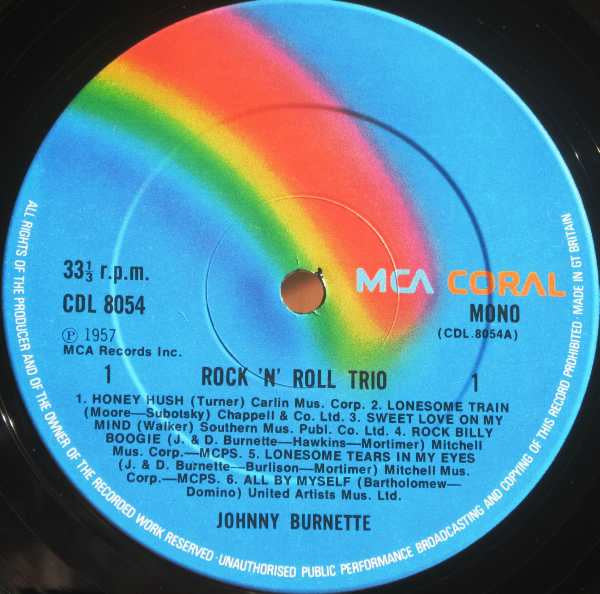 MCA CORAL
33⅓ r.p.m.
CDL 8054
MONO
(CDL.8054A)
℗ 1957
MCA Records Inc.
1 ROCK 'N' ROLL TRIO 1
1. HONEY HUSH (Turner) Carlin Mus. Corp. 2. LONESOME TRAIN
(Moore—Subotsky) Chappell & Co. Ltd. 3. SWEET LOVE ON MY
MIND (Walker) Southern Mus. Publ. Co. Ltd. 4. ROCK BILLY
BOOGIE (J. & D. Burnette—Hawkins—Mortimer) Mitchell
Mus. Corp.—MCPS. 5. LONESOME TEARS IN MY EYES
(J. & D. Burnette—Burlison—Mortimer) Mitchell Mus.
Corp.—MCPS. 6. ALL BY MYSELF (Bartholomew—
Domino) United Artists Mus. Ltd.
JOHNNY BURNETTE
ALL RIGHTS OF THE PRODUCER AND OF THE OWNER OF THE RECORDED WORK RESERVED · UNAUTHORISED PUBLIC PERFORMANCE BROADCASTING AND COPYING OF THIS RECORD PROHIBITED · MADE IN GT BRITAIN